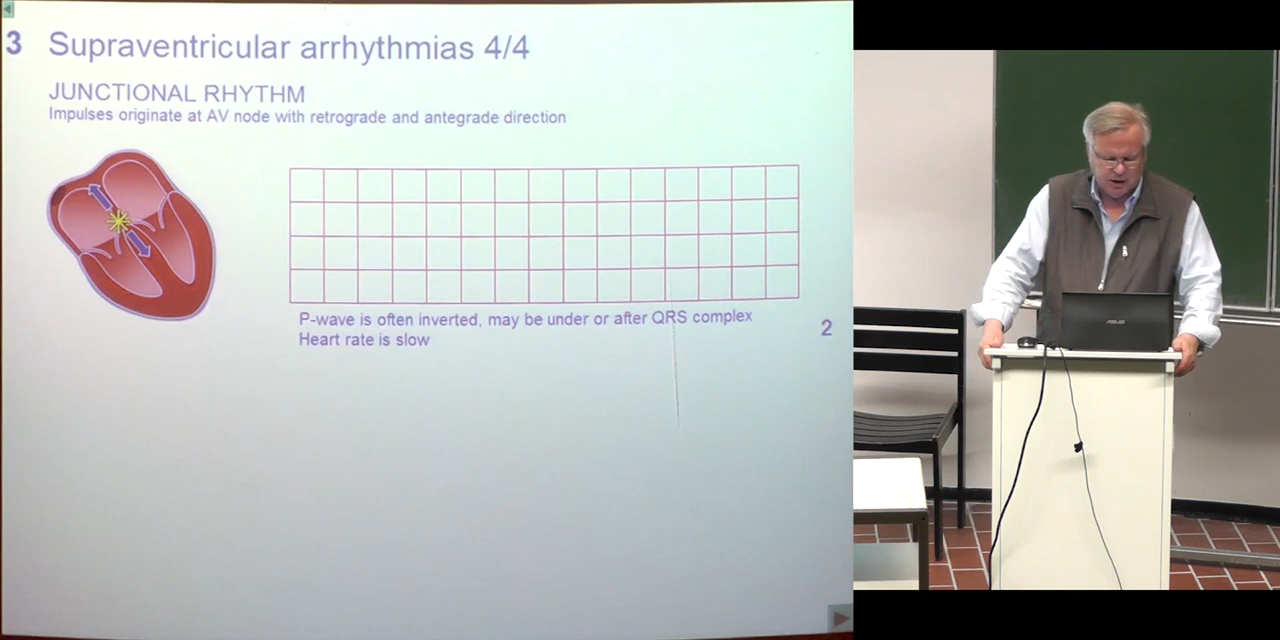 3 Supraventricular arrhythmias 4/4
JUNCTIONAL RHYTHM
Impulses originate at AV node with retrograde and antegrade direction
P-wave is often inverted, may be under or after QRS complex
Heart rate is slow
2
ASUS